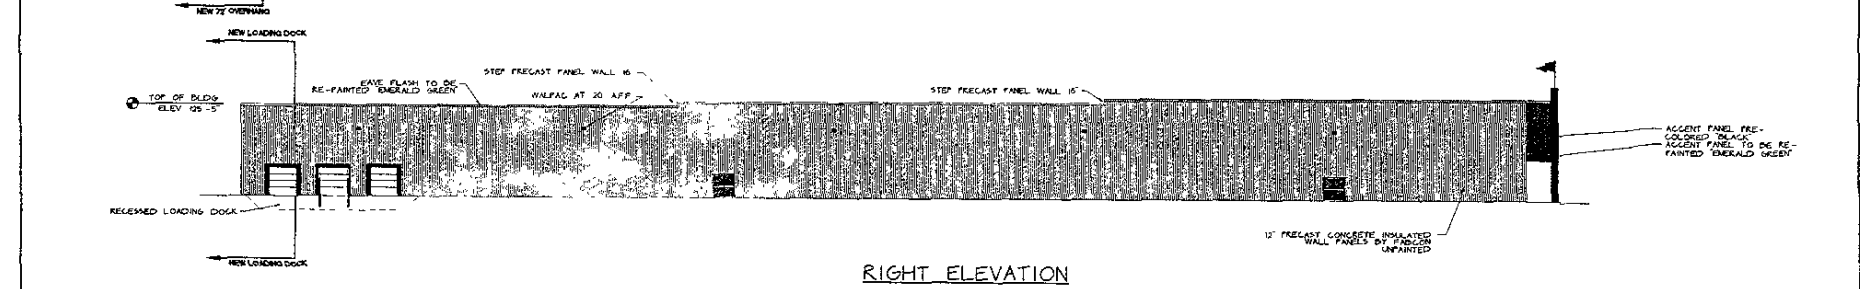 NEW 72' OVERHANG
NEW LOADING DOCK
STEP PRECAST PANEL WALL 16"
EAVE FLASH TO BE
RE-PAINTED "EMERALD GREEN"
WALPAC AT 20' AFF
STEP PRECAST PANEL WALL 16"
TOP OF BLDG
ELEV 125'-5"
ACCENT PANEL PRE-
COLORED "BLACK"
ACCENT PANEL TO BE RE-
PAINTED "EMERALD GREEN"
RECESSED LOADING DOCK
12" PRECAST CONCRETE INSULATED
WALL PANELS BY FABCON
UNPAINTED
NEW LOADING DOCK
RIGHT ELEVATION